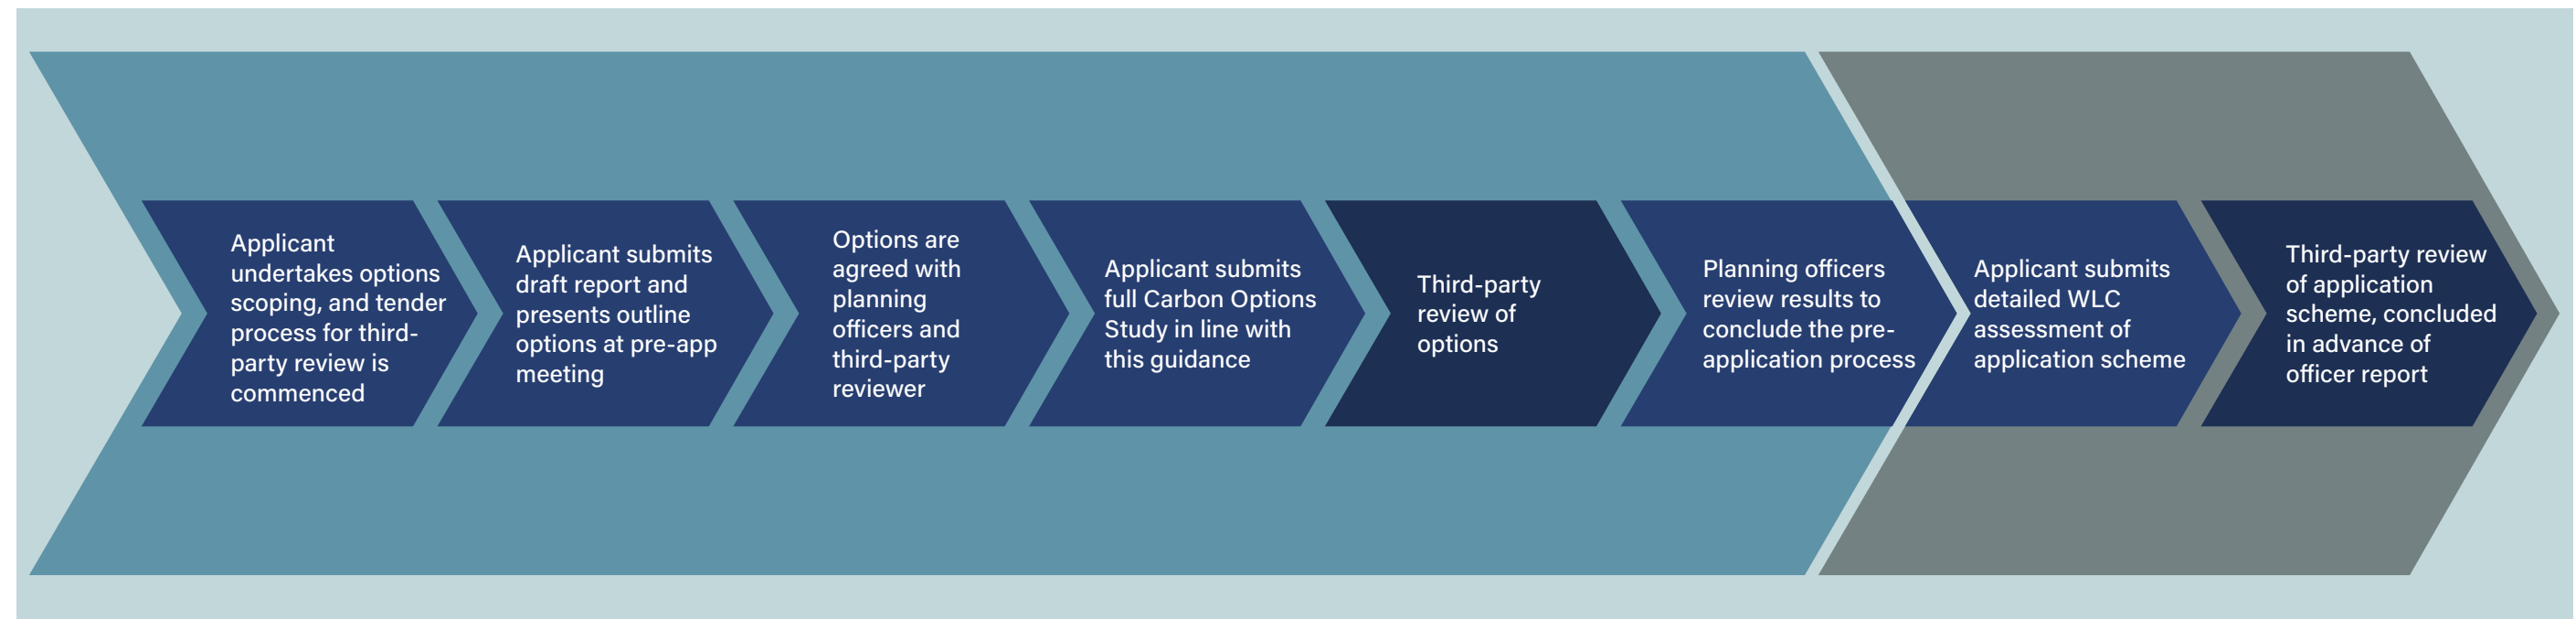 Applicant
undertakes options
scoping, and tender
process for third-
party review is
commenced
Applicant submits
draft report and
presents outline
options at pre-app
meeting
Options are
agreed with
planning
officers and
third-party
reviewer
Applicant submits
full Carbon Options
Study in line with
this guidance
Third-party
review of
options
Planning officers
review results to
conclude the pre-
application process
Applicant submits
detailed WLC
assessment of
application scheme
Third-party review
of application
scheme, concluded
in advance of
officer report